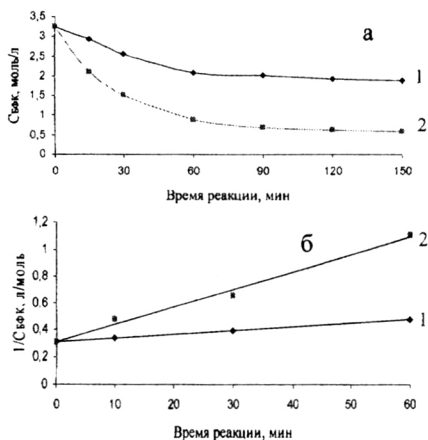 а
Сбфк, моль/л
3,5
3
2,5
2
1,5
1
0,5
0
0 30 60 90 120 150
1
2
Время реакции, мин
б
1/Сбфк, л/моль
1,2
1
0,8
0,6
0,4
0,2
0
0 10 20 30 40 50 60
2
1
Время реакции, мин